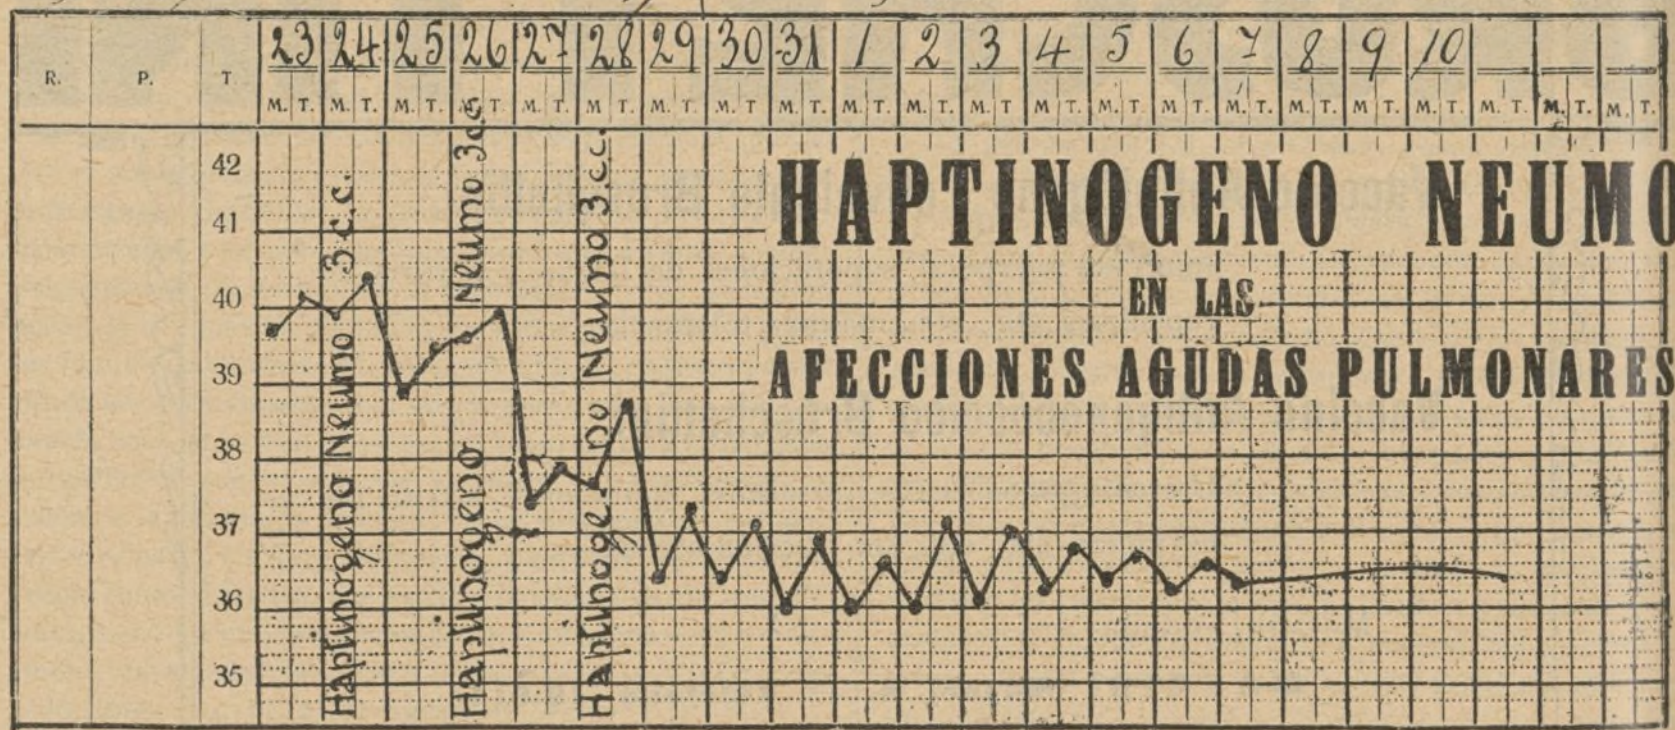 R. P. T. 23 24 25 26 27 28 29 30 31 1 2 3 4 5 6 7 8 9 10
M. T. M. T. M. T. M. T. M. T. M. T. M. T. M. T. M. T. M. T. M. T. M. T. M. T. M. T. M. T. M. T. M. T. M. T. M. T. M. T. M. T. M. T.
42
41
40
39
38
37
36
35
Haptinogeno Neumo 3 c.c.
Haptinogeno Neumo 3 cc.
Haptinogeno Neumo 3 c.c.
HAPTINOGENO NEUMO
EN LAS
AFECCIONES AGUDAS PULMONARES